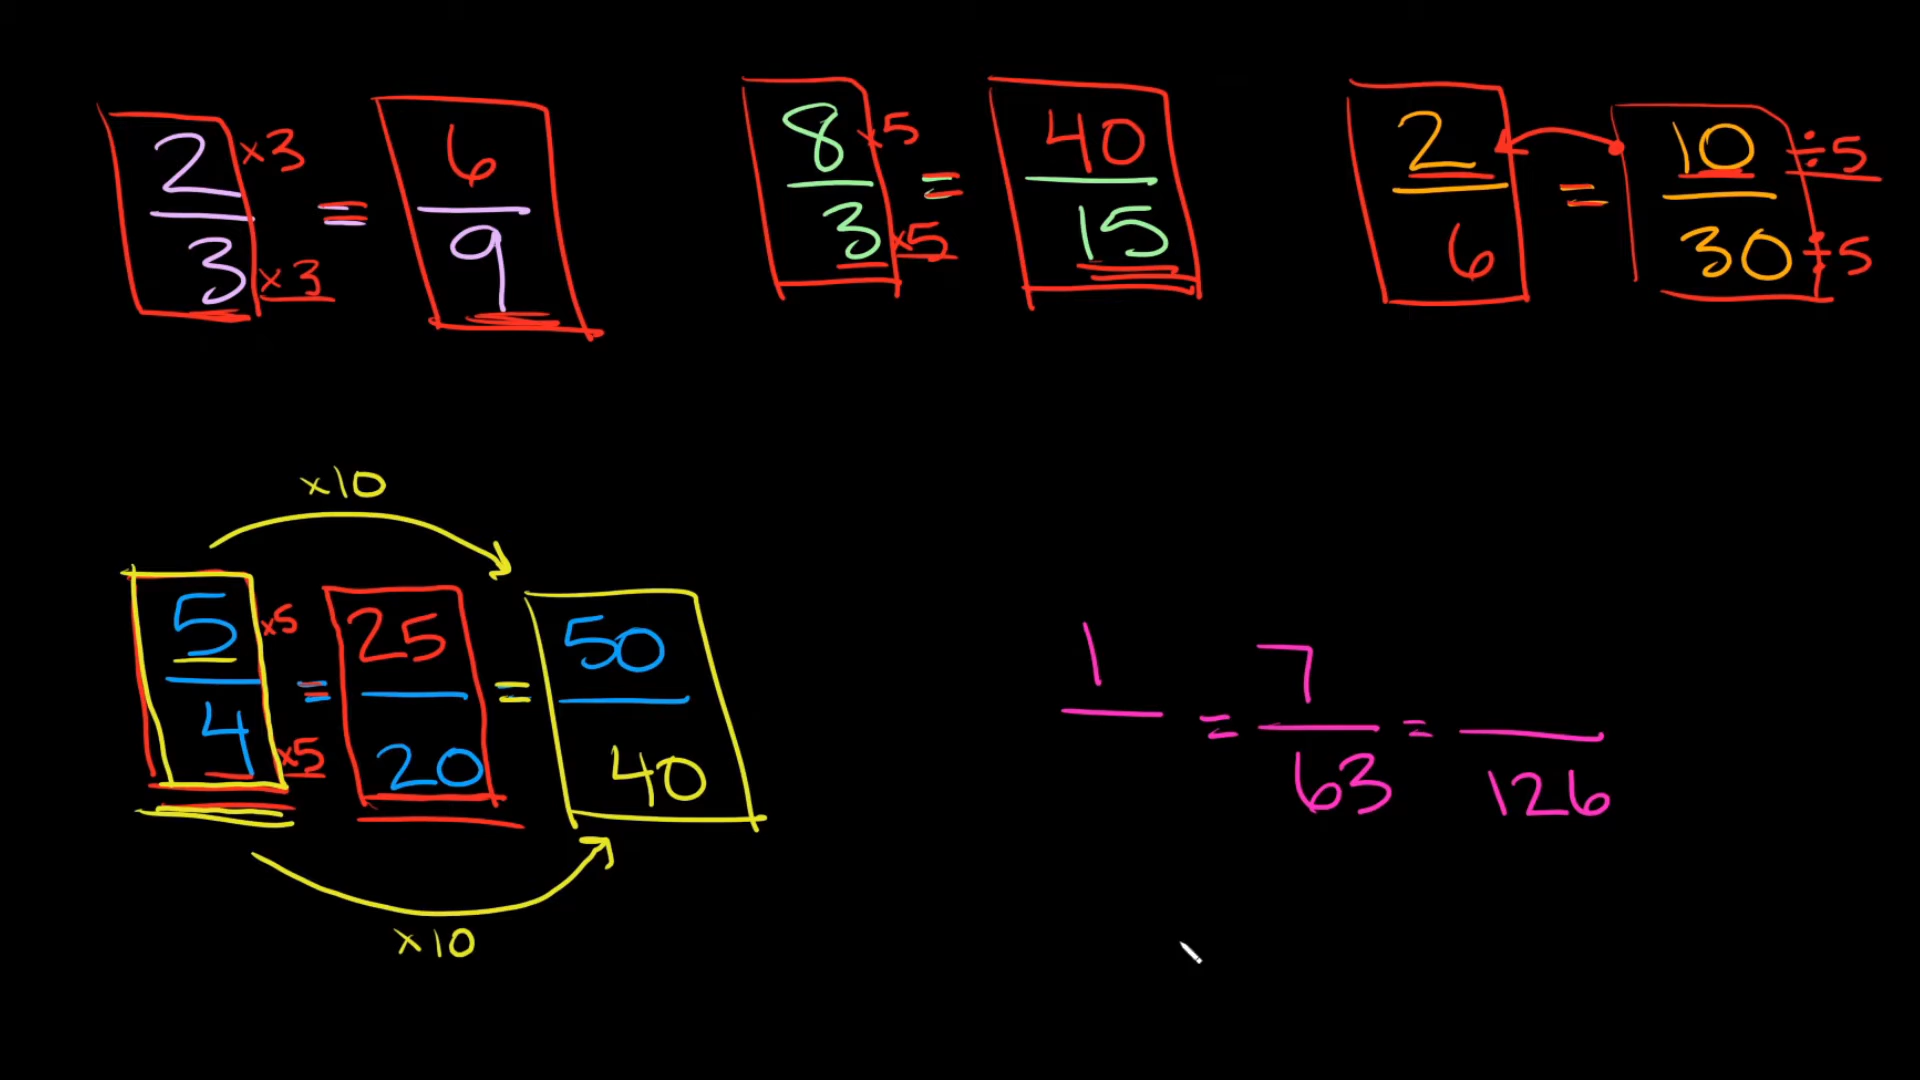 2 ×3 = 6
3 ×3 9
8 ×5 = 40
3 ×5 15
2 = 10 ÷5
6 30 ÷5
×10
5 ×5 = 25 = 50
4 ×5 20 40
×10
1 = 7 =
63 126